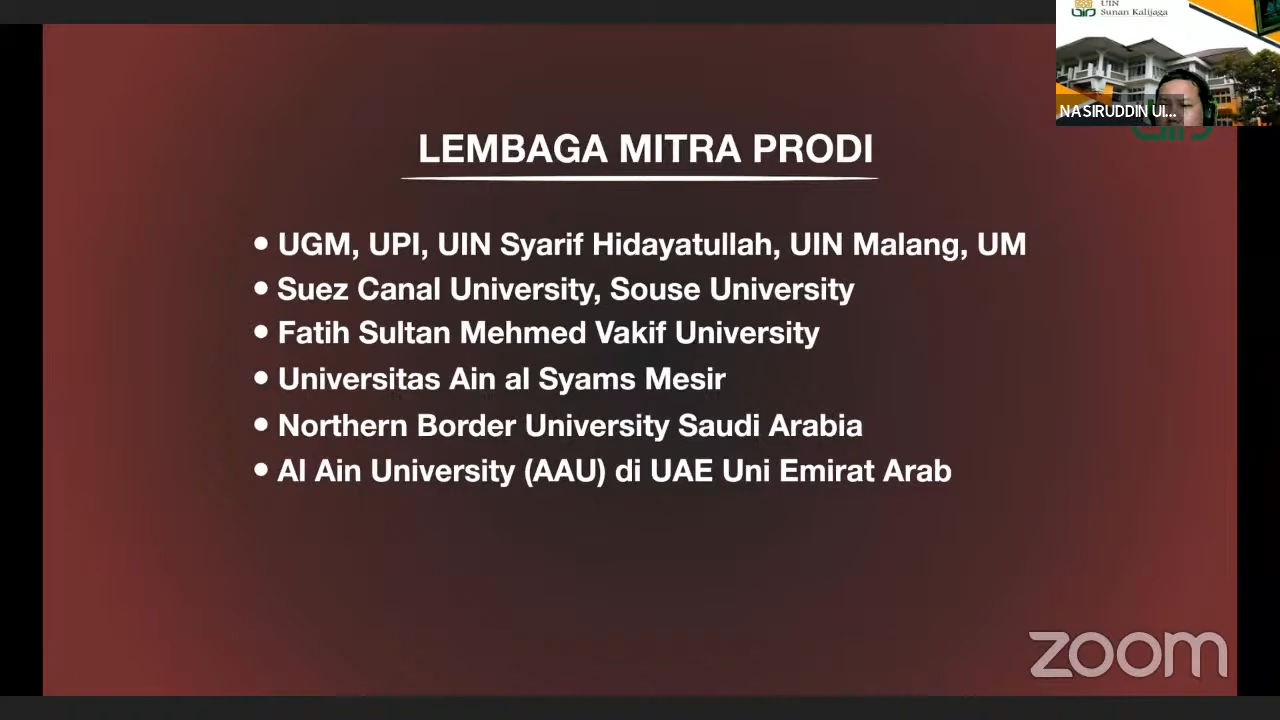 UIN
Sunan Kalijaga
NASIRUDDIN UI...
LEMBAGA MITRA PRODI
• UGM, UPI, UIN Syarif Hidayatullah, UIN Malang, UM
• Suez Canal University, Souse University
• Fatih Sultan Mehmed Vakif University
• Universitas Ain al Syams Mesir
• Northern Border University Saudi Arabia
• Al Ain University (AAU) di UAE Uni Emirat Arab
zoom